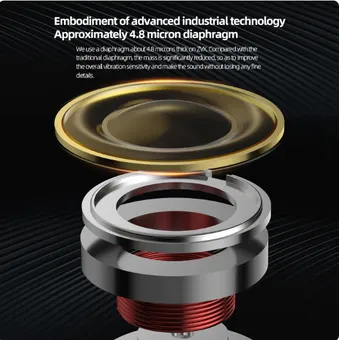 Embodiment of advanced industrial technology
Approximately 4.8 micron diaphragm
We use a diaphragm about 4.8 microns thick on ZVX. Compared with the
traditional diaphragm, the mass is significantly reduced, so as to improve
the overall vibration sensitivity and make the sound without losing any fine
details.